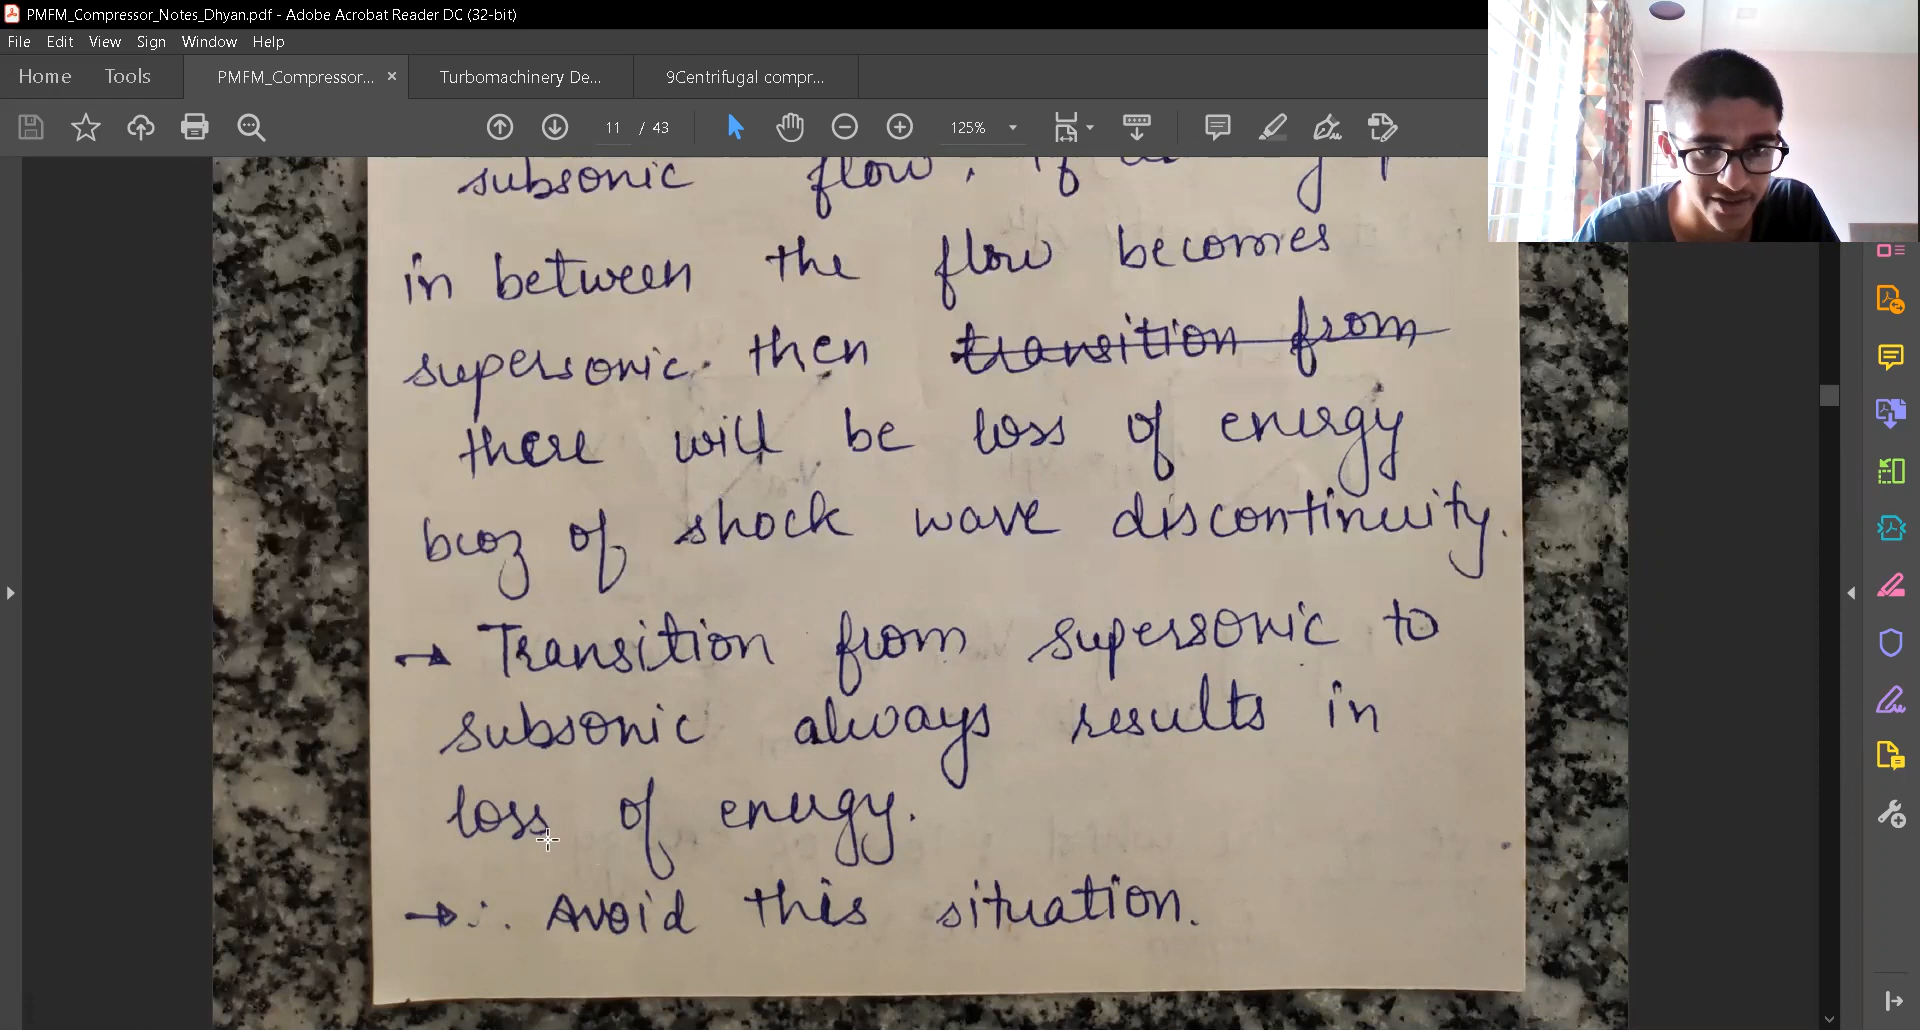 PMFM_Compressor_Notes_Dhyan.pdf - Adobe Acrobat Reader DC (32-bit)
File Edit View Sign Window Help
Home Tools PMFM_Compressor... × Turbomachinery De... 9Centrifugal compr...
11 / 43 125%
subsonic flow. If
in between the flow becomes
supersonic then transition from
there will be loss of energy
bcoz of shock wave discontinuity.
→ Transition from supersonic to
subsonic always results in
loss of energy.
→ ∴ Avoid this situation.